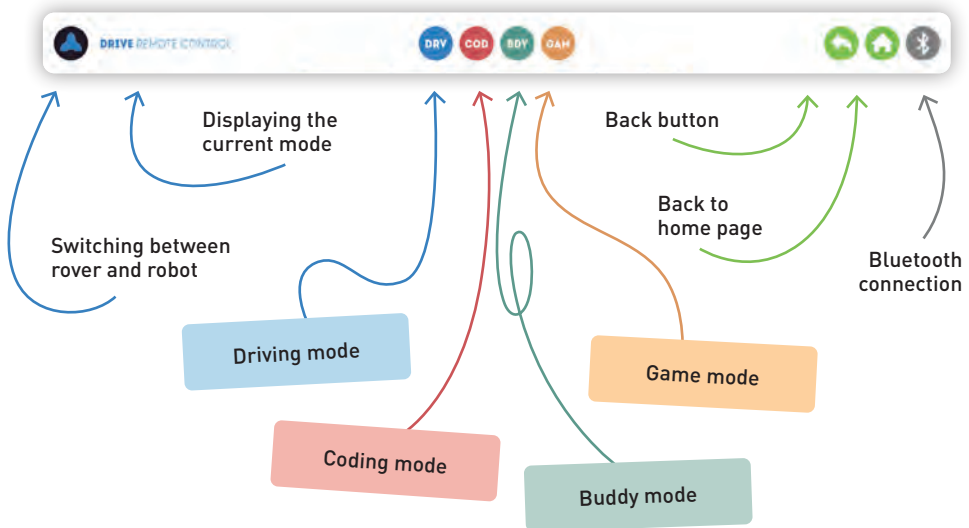 DRIVE REMOTE CONTROL
DRV
COD
BDY
GAM
Displaying the
current mode
Back button
Switching between
rover and robot
Back to
home page
Bluetooth
connection
Driving mode
Game mode
Coding mode
Buddy mode